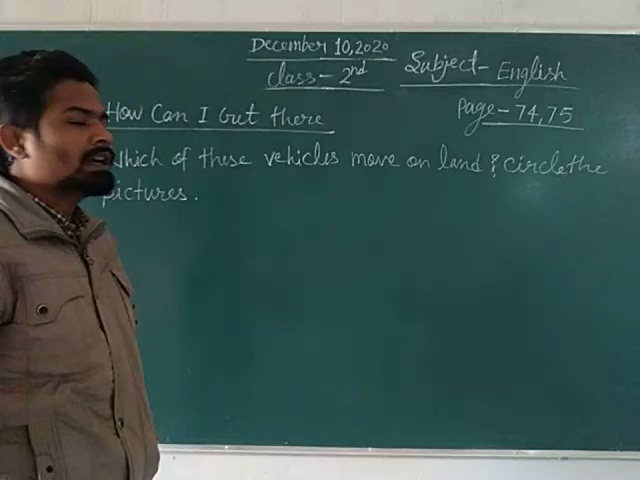 December 10, 2020
Class - 2nd
Subject - English
How Can I Gut there
Page - 74, 75
which of these vehicles move on land & circle the
pictures.